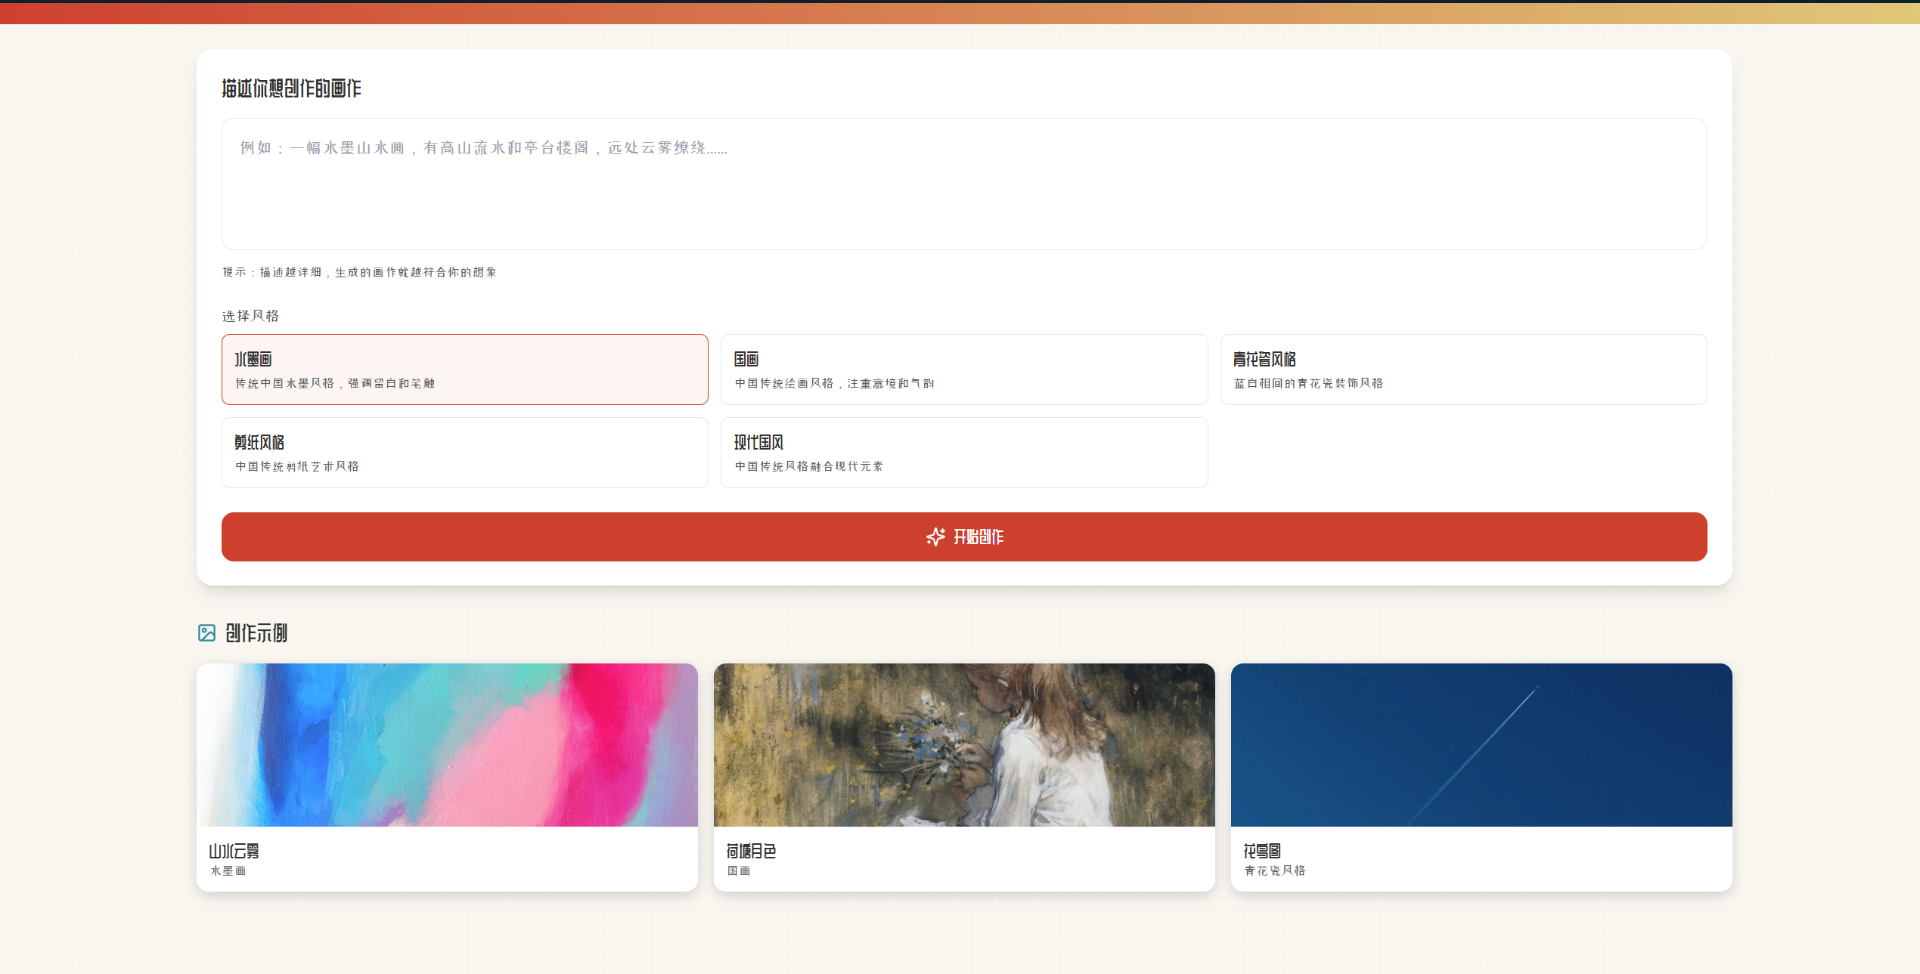 描述你想创作的画作
例如：一幅水墨山水画，有高山流水和亭台楼阁，远处云雾缭绕……
提示：描述越详细，生成的画作就越符合你的想象
选择风格
水墨画
传统中国水墨风格，强调留白和笔触
国画
中国传统绘画风格，注重意境和气韵
青花瓷风格
蓝白相间的青花瓷装饰风格
剪纸风格
中国传统剪纸艺术风格
现代国风
中国传统风格融合现代元素
开始创作
创作示例
山水云雾
水墨画
荷塘月色
国画
花鸟图
青花瓷风格